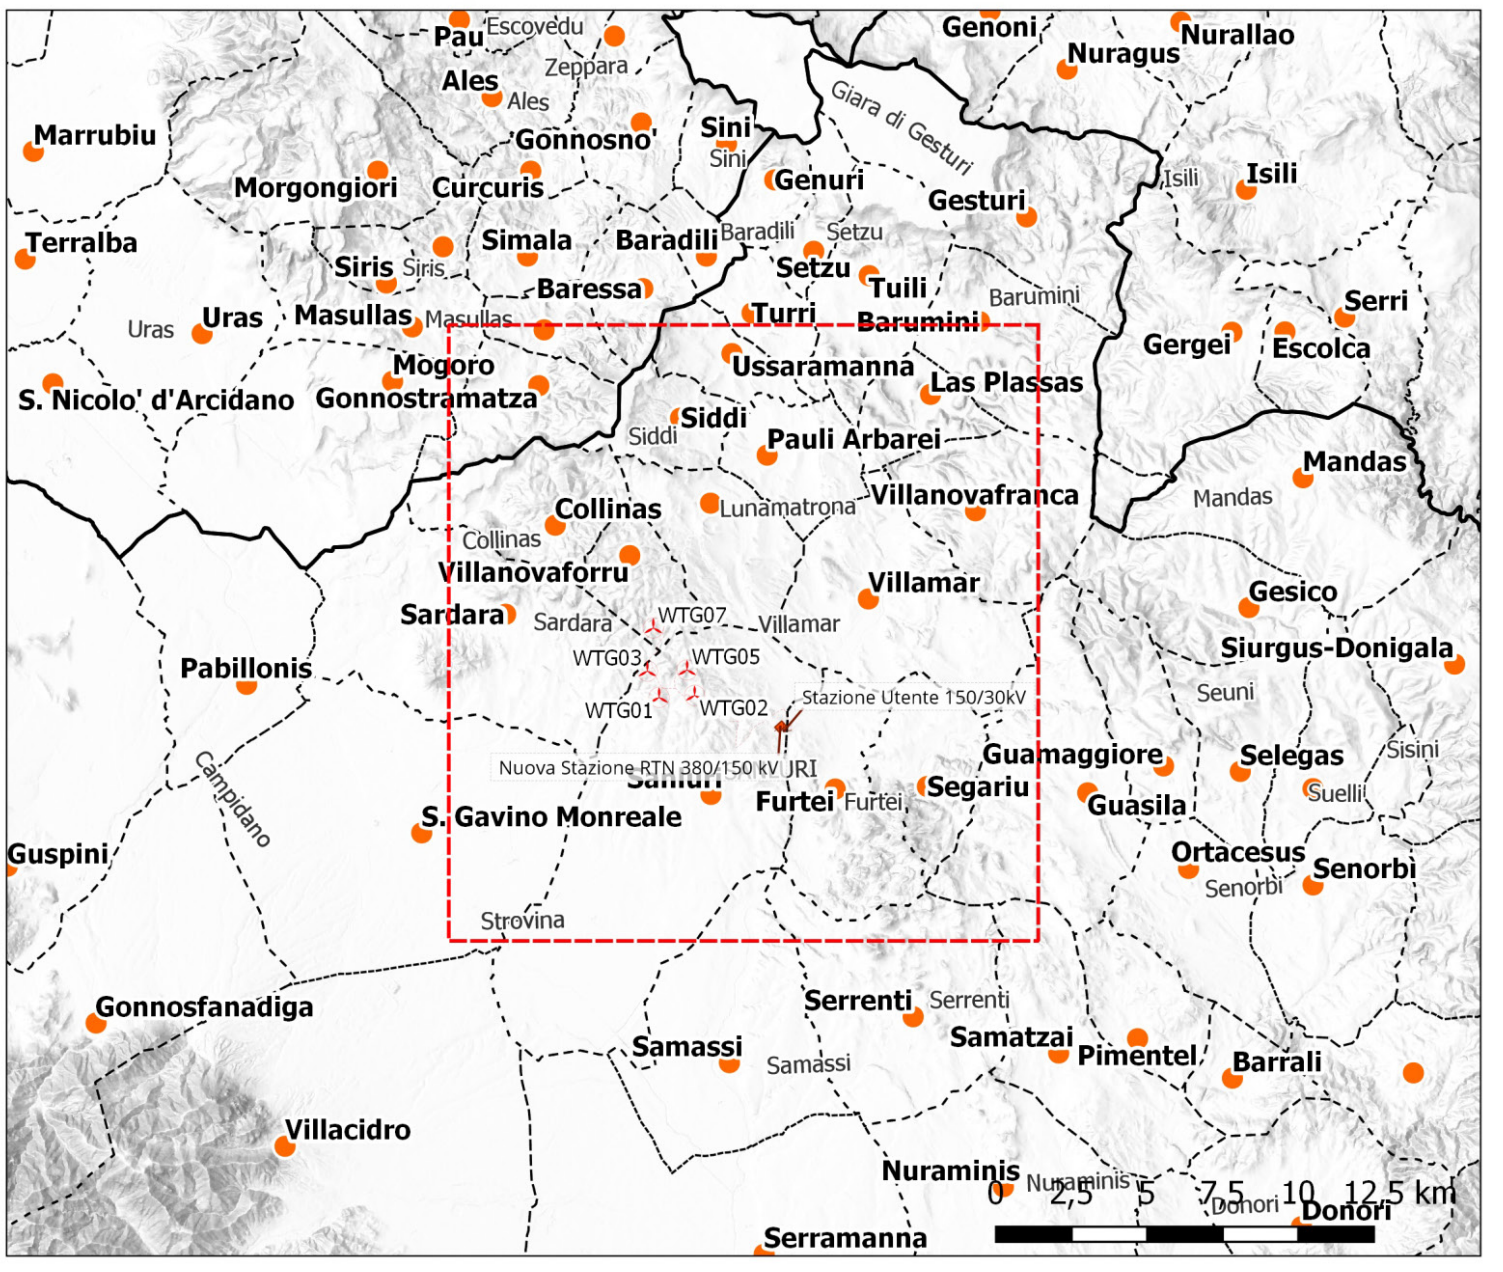 Pau
Escovedu
Genoni
Nurallao
Nuragus
Zeppara
Ales
Ales
Giara di Gesturi
Marrubiu
Gonnosno'
Sini
Sini
Morgongiori
Curcuris
Genuri
Isili
Isili
Gesturi
Terralba
Simala
Baradili
Baradili
Setzu
Siris
Siris
Setzu
Baressa
Tuili
Barumini
Serri
Uras
Uras
Masullas
Masullas
Turri
Barumini
Gergei
Escolca
Mogoro
Ussaramanna
Las Plassas
S. Nicolo' d'Arcidano
Gonnostramatza
Siddi
Siddi
Pauli Arbarei
Mandas
Mandas
Villanovafranca
Collinas
Lunamatrona
Collinas
Villanovaforru
Villamar
Gesico
Sardara
Sardara
WTG07
Villamar
Siurgus-Donigala
WTG03
WTG05
Pabillonis
Seuni
WTG01
WTG02
Stazione Utente 150/30kV
Campidano
Guamaggiore
Selegas
Sisini
Nuova Stazione RTN 380/150 kV
Sanluri
Furtei
Furtei
Segariu
Guasila
Suelli
S. Gavino Monreale
Guspini
Ortacesus
Senorbi
Senorbi
Strovina
Gonnosfanadiga
Serrenti
Serrenti
Samatzai
Samassi
Samassi
Pimentel
Barrali
Villacidro
Nuraminis
Nuraminis
0 2,5 5 7,5 10 12,5 km
Donori
Donori
Serramanna